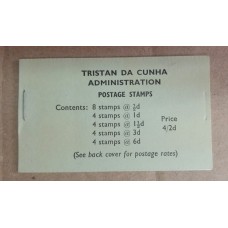 TRISTAN DA CUNHA
ADMINISTRATION
POSTAGE STAMPS
Contents: 8 stamps @ ½d
4 stamps @ 1d
4 stamps @ 1½d
4 stamps @ 3d
4 stamps @ 6d
Price
4/2d
(See back cover for postage rates)